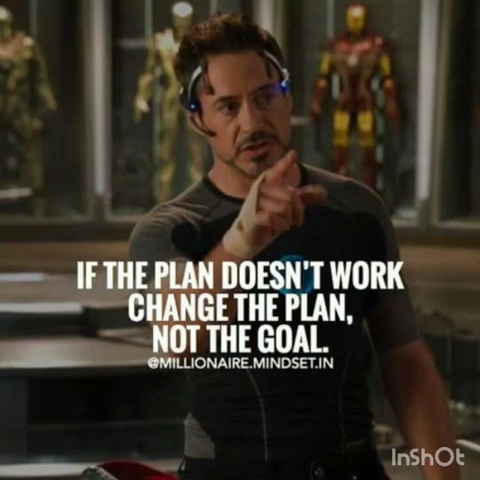 IF THE PLAN DOESN'T WORK
CHANGE THE PLAN,
NOT THE GOAL.
@MILLIONAIRE.MINDSET.IN
InShOt